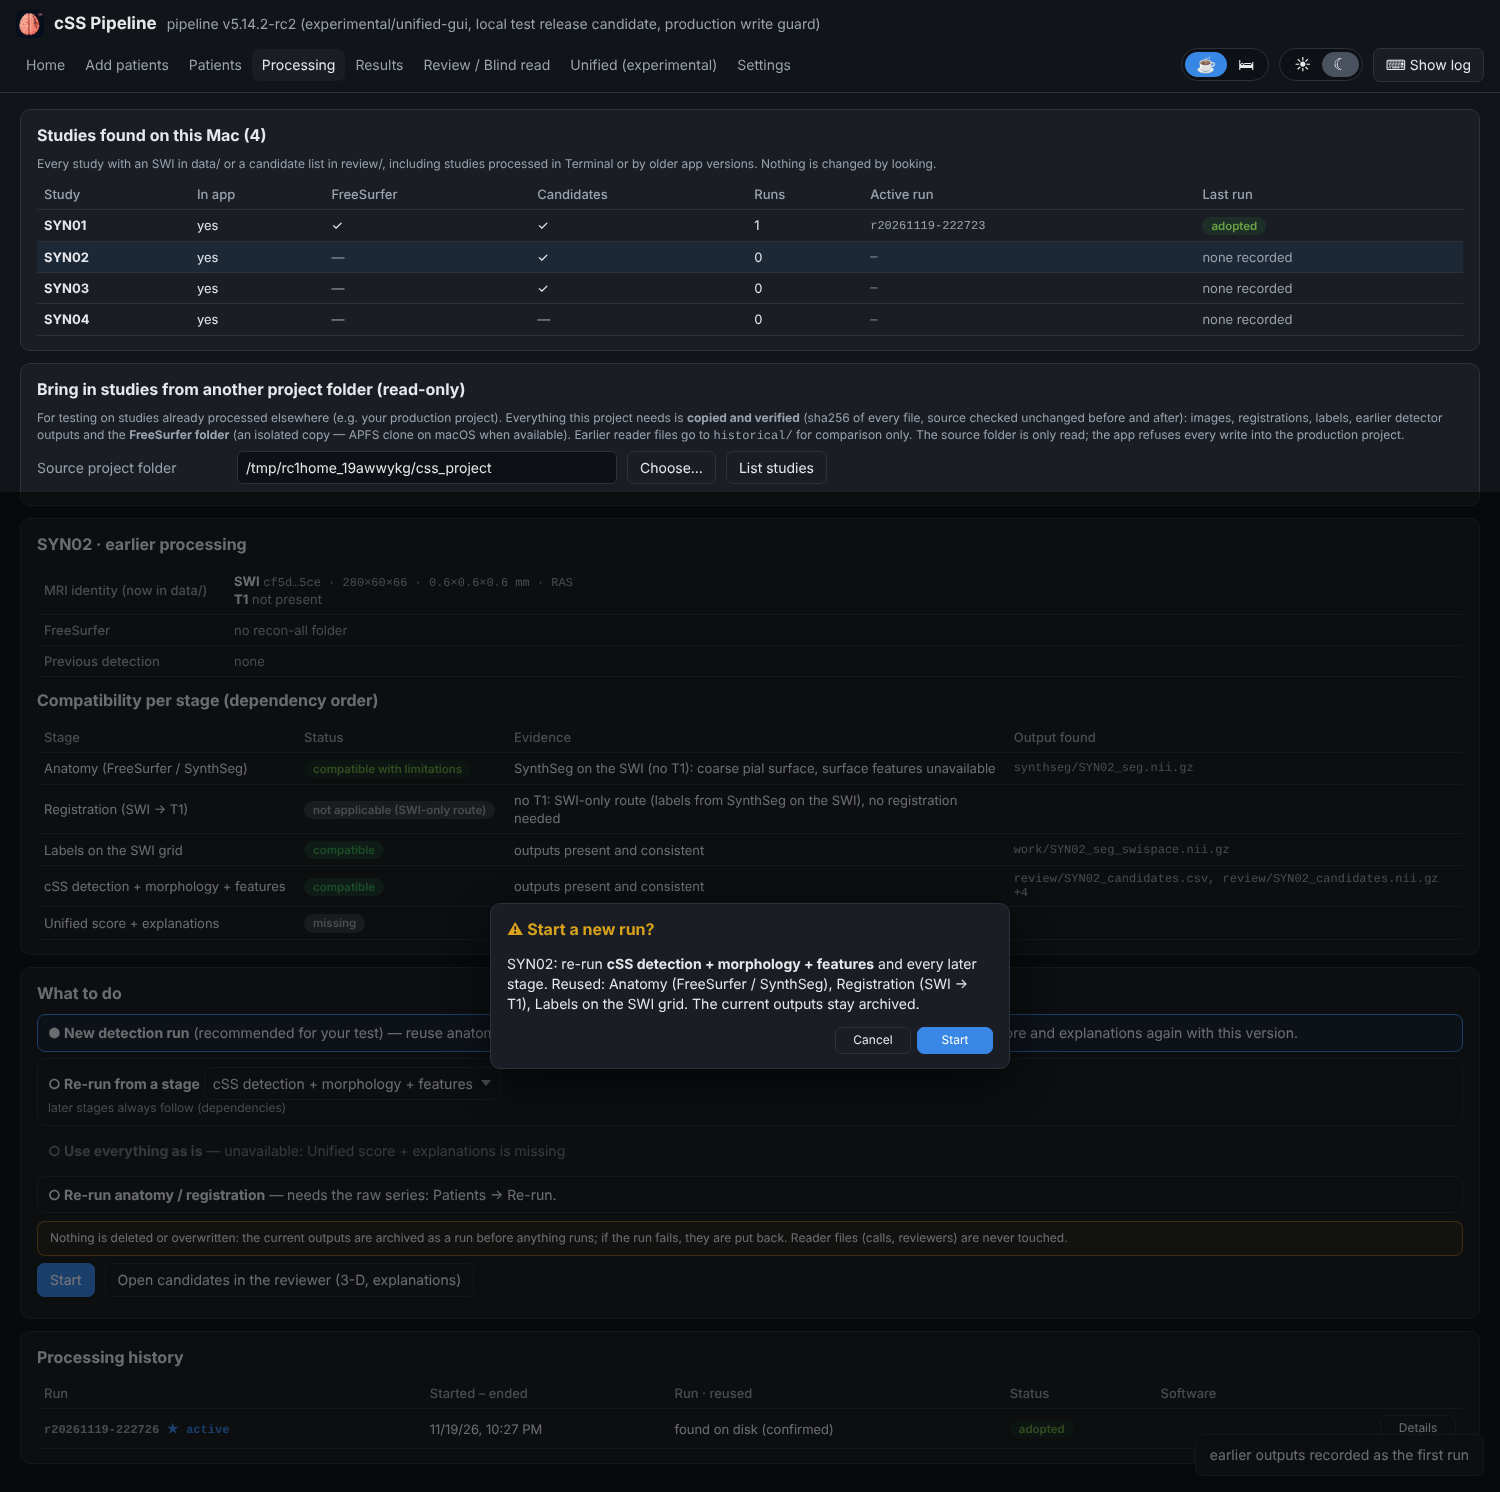 cSS Pipeline pipeline v5.14.2-rc2 (experimental/unified-gui, local test release candidate, production write guard)
Home Add patients Patients Processing Results Review / Blind read Unified (experimental) Settings Show log
Studies found on this Mac (4)
Every study with an SWI in data/ or a candidate list in review/, including studies processed in Terminal or by older app versions. Nothing is changed by looking.
Study In app FreeSurfer Candidates Runs Active run Last run
SYN01 yes ✓ ✓ 1 r20261119-222723 adopted
SYN02 yes — ✓ 0 – none recorded
SYN03 yes — ✓ 0 – none recorded
SYN04 yes — — 0 – none recorded
Bring in studies from another project folder (read-only)
For testing on studies already processed elsewhere (e.g. your production project). Everything this project needs is copied and verified (sha256 of every file, source checked unchanged before and after): images, registrations, labels, earlier detector
outputs and the FreeSurfer folder (an isolated copy — APFS clone on macOS when available). Earlier reader files go to historical/ for comparison only. The source folder is only read; the app refuses every write into the production project.
Source project folder /tmp/rc1home_19awwykg/css_project Choose... List studies
SYN02 · earlier processing
MRI identity (now in data/) SWI cf5d…5ce · 280×60×66 · 0.6×0.6×0.6 mm · RAS
T1 not present
FreeSurfer no recon-all folder
Previous detection none
Compatibility per stage (dependency order)
Stage Status Evidence Output found
Anatomy (FreeSurfer / SynthSeg) compatible with limitations SynthSeg on the SWI (no T1): coarse pial surface, surface features unavailable synthseg/SYN02_seg.nii.gz
Registration (SWI → T1) not applicable (SWI-only route) no T1: SWI-only route (labels from SynthSeg on the SWI), no registration
needed
Labels on the SWI grid compatible outputs present and consistent work/SYN02_seg_swispace.nii.gz
cSS detection + morphology + features compatible outputs present and consistent review/SYN02_candidates.csv, review/SYN02_candidates.nii.gz
+4
Unified score + explanations missing
⚠ Start a new run?
SYN02: re-run cSS detection + morphology + features and every later
stage. Reused: Anatomy (FreeSurfer / SynthSeg), Registration (SWI →
T1), Labels on the SWI grid. The current outputs stay archived.
Cancel Start
What to do
New detection run (recommended for your test) — reuse anaton re and explanations again with this version.
Re-run from a stage cSS detection + morphology + features
later stages always follow (dependencies)
Use everything as is — unavailable: Unified score + explanations is missing
Re-run anatomy / registration — needs the raw series: Patients → Re-run.
Nothing is deleted or overwritten: the current outputs are archived as a run before anything runs; if the run fails, they are put back. Reader files (calls, reviewers) are never touched.
Start Open candidates in the reviewer (3-D, explanations)
Processing history
Run Started – ended Run · reused Status Software
r20261119-222726 ★ active 11/19/26, 10:27 PM found on disk (confirmed) adopted Details
earlier outputs recorded as the first run